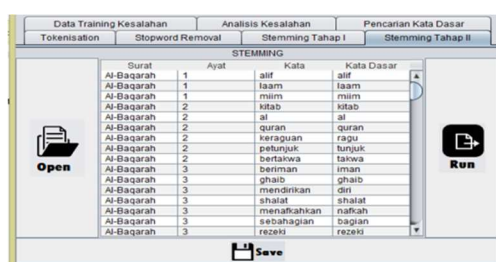 Data Training Kesalahan Analisis Kesalahan Pencarian Kata Dasar
Tokenisation Stopword Removal Stemming Tahap I Stemming Tahap II
STEMMING
Surat Ayat Kata Kata Dasar
Al-Baqarah 1 alif alif
Al-Baqarah 1 laam laam
Al-Baqarah 1 miim miim
Al-Baqarah 2 kitab kitab
Al-Baqarah 2 al al
Al-Baqarah 2 quran quran
Al-Baqarah 2 keraguan ragu
Al-Baqarah 2 petunjuk tunjuk
Al-Baqarah 2 bertakwa takwa
Al-Baqarah 3 beriman iman
Al-Baqarah 3 ghaib ghaib
Al-Baqarah 3 mendirikan diri
Al-Baqarah 3 shalat shalat
Al-Baqarah 3 menafkahkan nafkah
Al-Baqarah 3 sebahagian bagian
Al-Baqarah 3 rezeki rezeki
Open
Run
Save